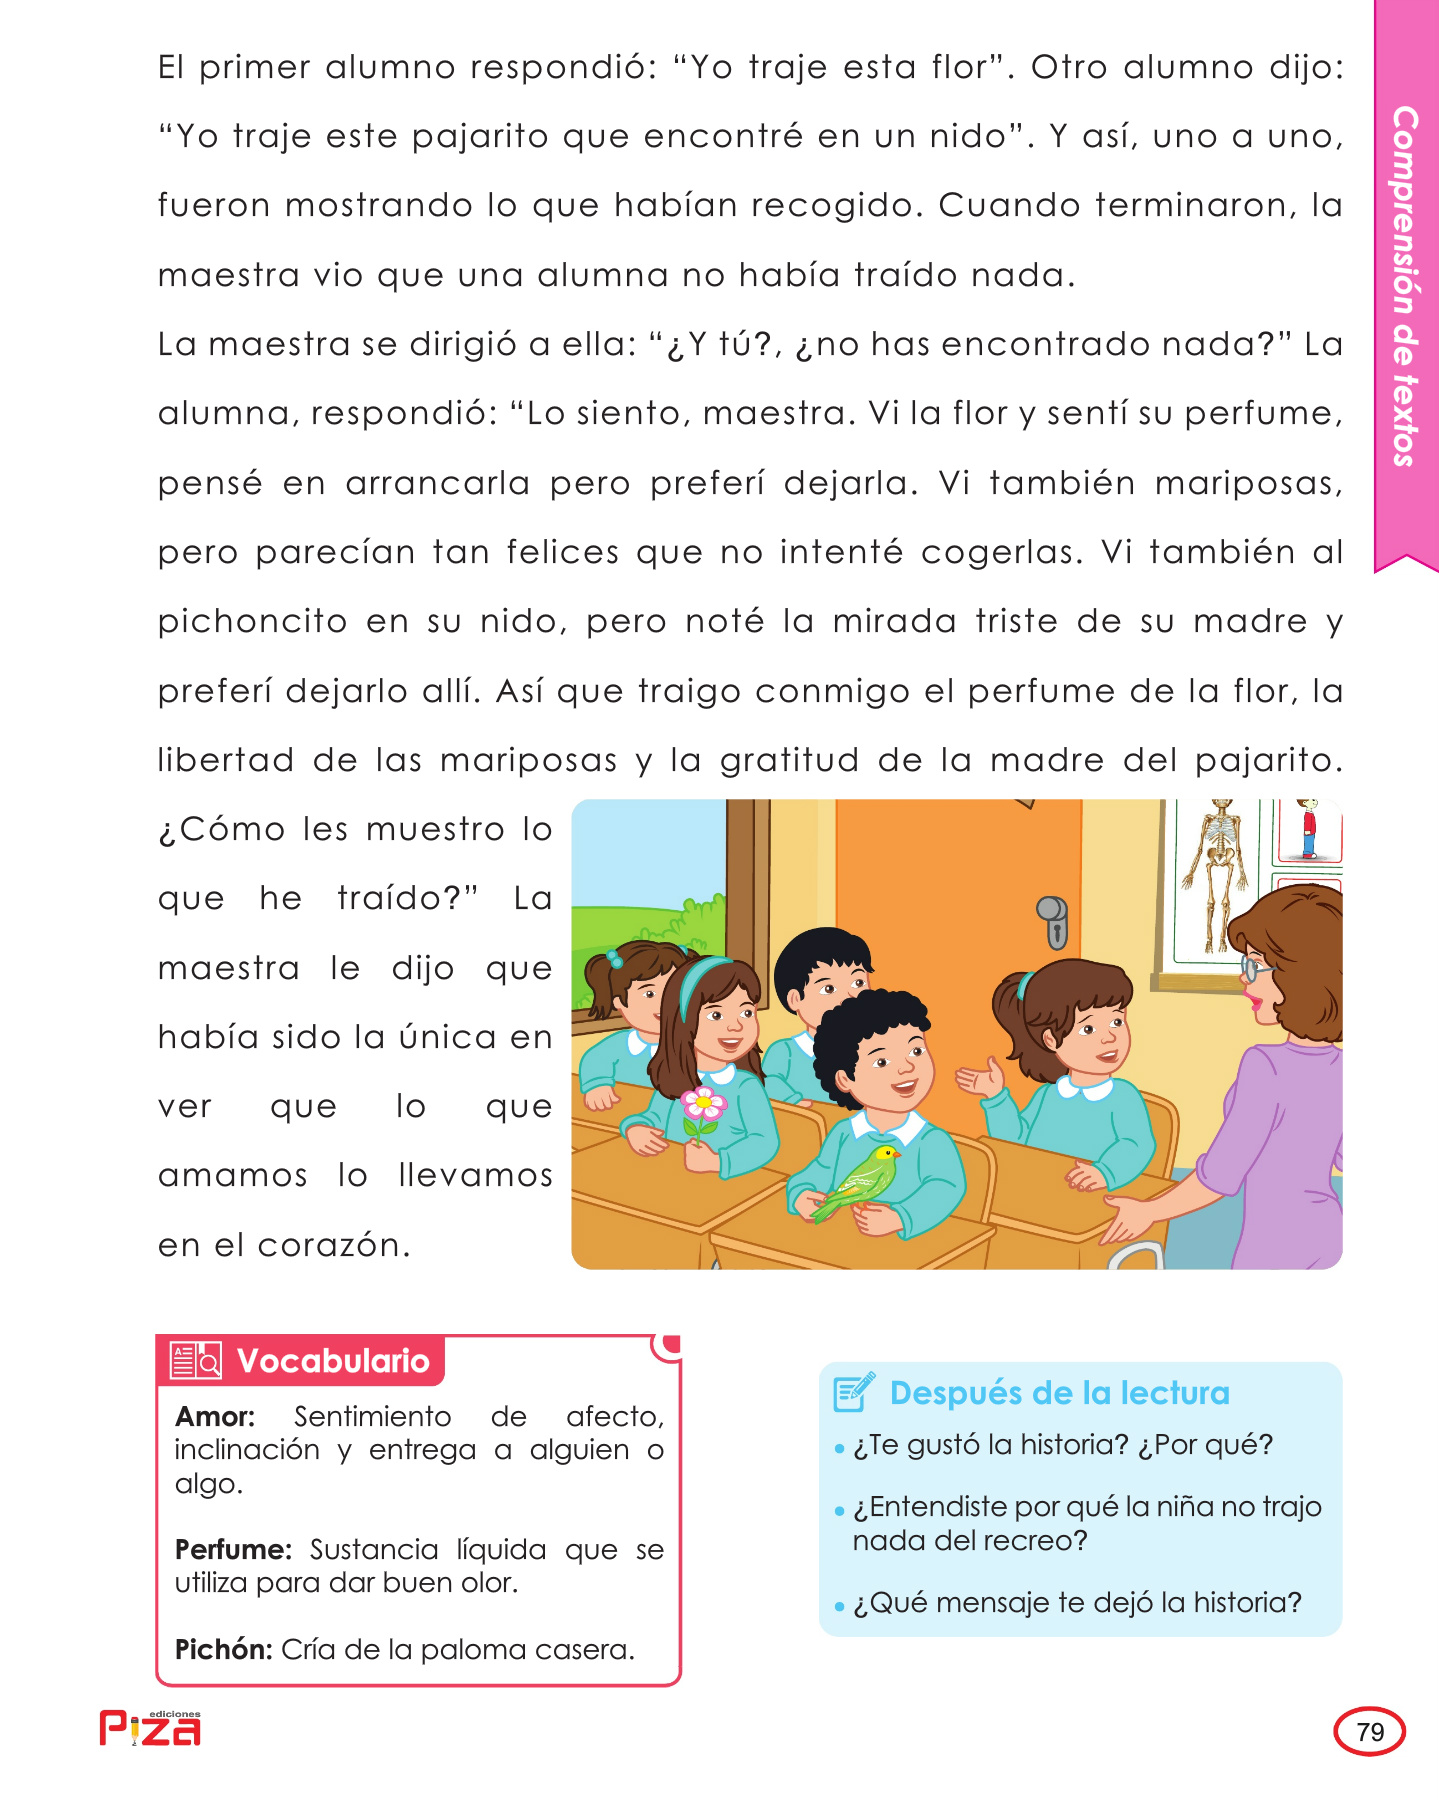 El primer alumno respondió: “Yo traje esta flor”. Otro alumno dijo:
“Yo traje este pajarito que encontré en un nido”. Y así, uno a uno,
fueron mostrando lo que habían recogido. Cuando terminaron, la
maestra vio que una alumna no había traído nada.
La maestra se dirigió a ella: “¿Y tú?, ¿no has encontrado nada?” La
alumna, respondió: “Lo siento, maestra. Vi la flor y sentí su perfume,
pensé en arrancarla pero preferí dejarla. Vi también mariposas,
pero parecían tan felices que no intenté cogerlas. Vi también al
pichoncito en su nido, pero noté la mirada triste de su madre y
preferí dejarlo allí. Así que traigo conmigo el perfume de la flor, la
libertad de las mariposas y la gratitud de la madre del pajarito.
¿Cómo les muestro lo
que he traído?” La
maestra le dijo que
había sido la única en
ver que lo que
amamos lo llevamos
en el corazón.
Comprensión de textos
Vocabulario
Amor: Sentimiento de afecto,
inclinación y entrega a alguien o
algo.
Perfume: Sustancia líquida que se
utiliza para dar buen olor.
Pichón: Cría de la paloma casera.
Después de la lectura
• ¿Te gustó la historia? ¿Por qué?
• ¿Entendiste por qué la niña no trajo
nada del recreo?
• ¿Qué mensaje te dejó la historia?
ediciones
Piza
79